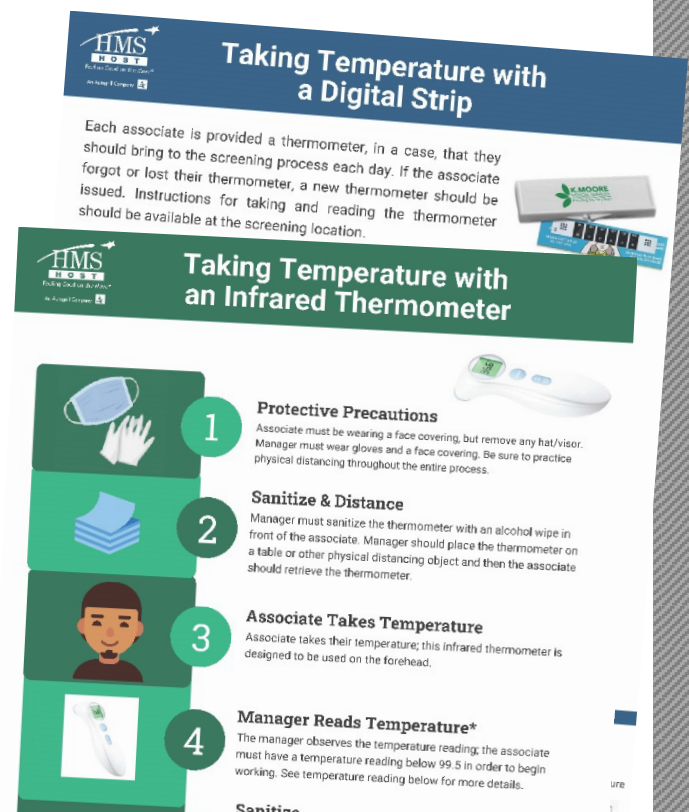 HMS
HOST
Taking Temperature with
a Digital Strip
Each associate is provided a thermometer, in a case, that they
should bring to the screening process each day. If the associate
forgot or lost their thermometer, a new thermometer should be
issued. Instructions for taking and reading the thermometer
should be available at the screening location.
K.MOORE
HMS
HOST
Taking Temperature with
an Infrared Thermometer
1
Protective Precautions
Associate must be wearing a face covering, but remove any hat/visor.
Manager must wear gloves and a face covering. Be sure to practice
physical distancing throughout the entire process.
2
Sanitize & Distance
Manager must sanitize the thermometer with an alcohol wipe in
front of the associate. Manager should place the thermometer on
a table or other physical distancing object and then the associate
should retrieve the thermometer.
3
Associate Takes Temperature
Associate takes their temperature; this infrared thermometer is
designed to be used on the forehead.
4
Manager Reads Temperature*
The manager observes the temperature reading; the associate
must have a temperature reading below 99.5 in order to begin
working. See temperature reading below for more details.
ure
Sanitize